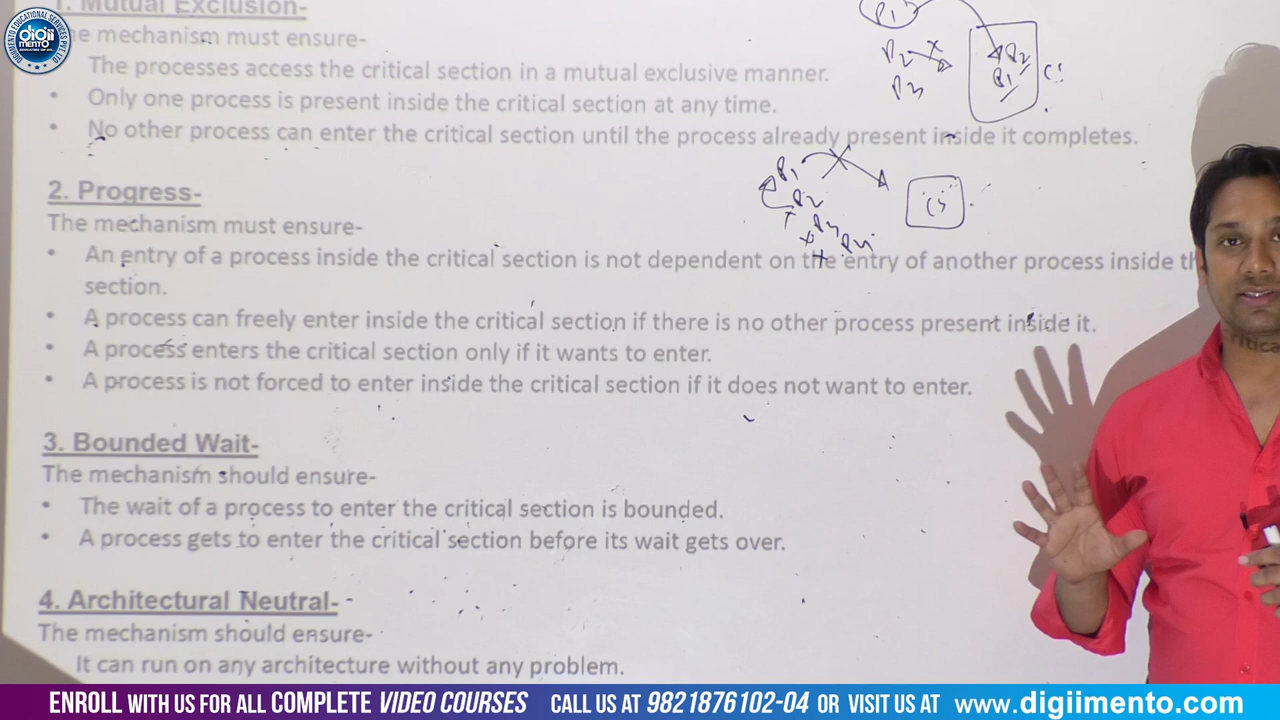 1. Mutual Exclusion-
The mechanism must ensure-
The processes access the critical section in a mutual exclusive manner.
• Only one process is present inside the critical section at any time.
• No other process can enter the critical section until the process already present inside it completes.
P1
P2
P3
P2
P1
CS
2. Progress-
The mechanism must ensure-
P1
P2
P3
P4
CS
• An entry of a process inside the critical section is not dependent on the entry of another process inside th
section.
• A process can freely enter inside the critical section if there is no other process present inside it.
• A process enters the critical section only if it wants to enter.
• A process is not forced to enter inside the critical section if it does not want to enter.
3. Bounded Wait-
The mechanism should ensure-
• The wait of a process to enter the critical section is bounded.
• A process gets to enter the critical section before its wait gets over.
4. Architectural Neutral-
The mechanism should ensure-
It can run on any architecture without any problem.
DIGIIMENTO EDUCATIONAL SERVICES PVT LTD
digii
MENTO
ENROLL WITH US FOR ALL COMPLETE VIDEO COURSES CALL US AT 9821876102-04 OR VISIT US AT www.digiimento.com